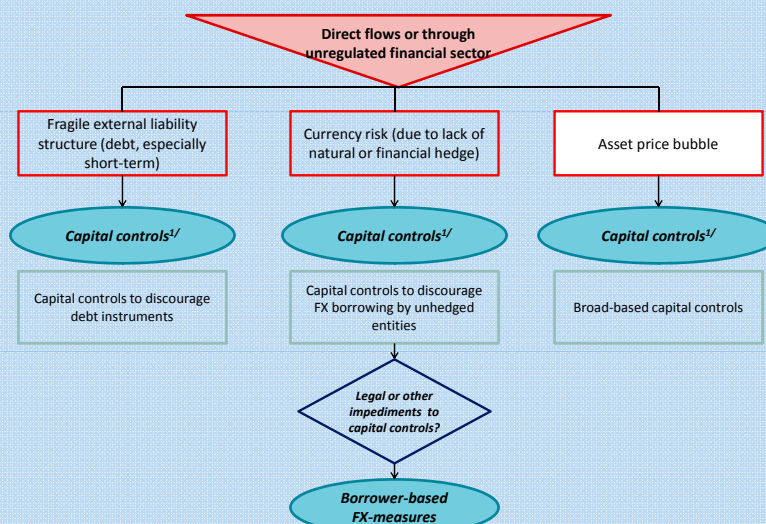 Direct flows or through
unregulated financial sector
Fragile external liability
structure (debt, especially
short-term)
Currency risk (due to lack of
natural or financial hedge)
Asset price bubble
Capital controls1/
Capital controls1/
Capital controls1/
Capital controls to discourage
debt instruments
Capital controls to discourage
FX borrowing by unhedged
entities
Broad-based capital controls
Legal or other
impediments to
capital controls?
Borrower-based
FX-measures